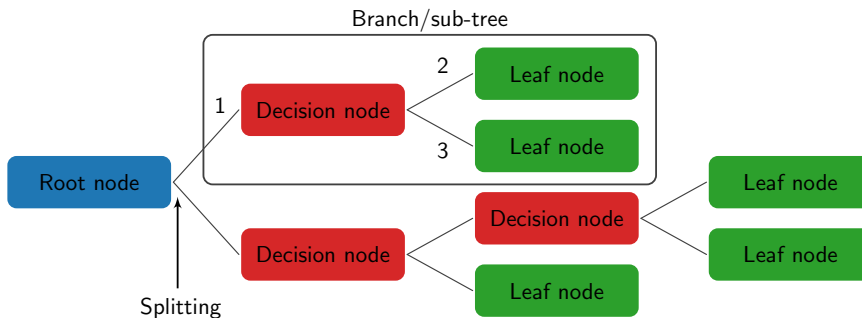 Branch/sub-tree
2
Leaf node
1
Decision node
3
Leaf node
Root node
Leaf node
Decision node
Decision node
Leaf node
Leaf node
Splitting